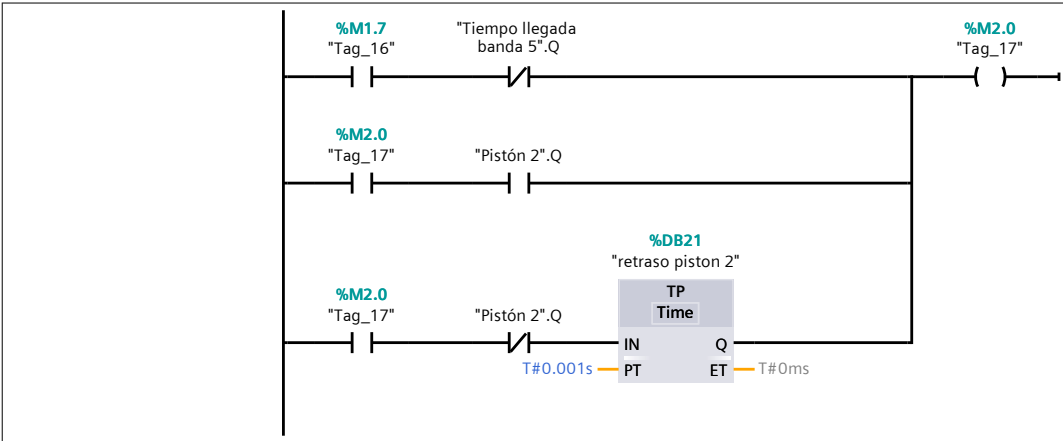 %M1.7
"Tag_16"
"Tiempo llegada
banda 5".Q
%M2.0
"Tag_17"
%M2.0
"Tag_17"
"Pistón 2".Q
%DB21
"retraso piston 2"
TP
Time
%M2.0
"Tag_17"
"Pistón 2".Q
IN
Q
T#0.001s
PT
ET
T#0ms